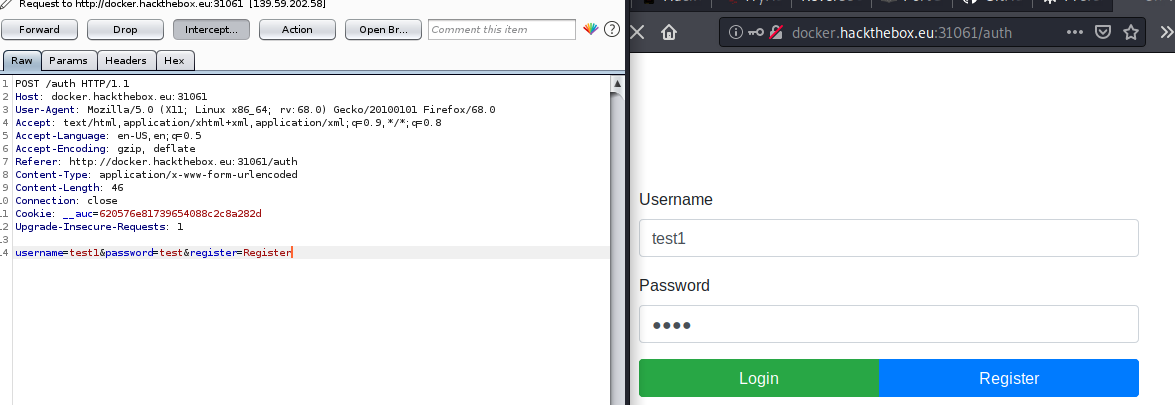 Request to http://docker.hackthebox.eu:31061 [139.59.202.58]
Forward Drop Intercept... Action Open Br... Comment this item ?
Raw Params Headers Hex
1 POST /auth HTTP/1.1
2 Host: docker.hackthebox.eu:31061
3 User-Agent: Mozilla/5.0 (X11; Linux x86_64; rv:68.0) Gecko/20100101 Firefox/68.0
4 Accept: text/html,application/xhtml+xml,application/xml;q=0.9,*/*;q=0.8
5 Accept-Language: en-US,en;q=0.5
6 Accept-Encoding: gzip, deflate
7 Referer: http://docker.hackthebox.eu:31061/auth
8 Content-Type: application/x-www-form-urlencoded
9 Content-Length: 46
10 Connection: close
11 Cookie: __auc=620576e81739654088c2c8a282d
12 Upgrade-Insecure-Requests: 1
13
14 username=test1&password=test&register=Register
docker.hackthebox.eu:31061/auth
Username
test1
Password
Login Register